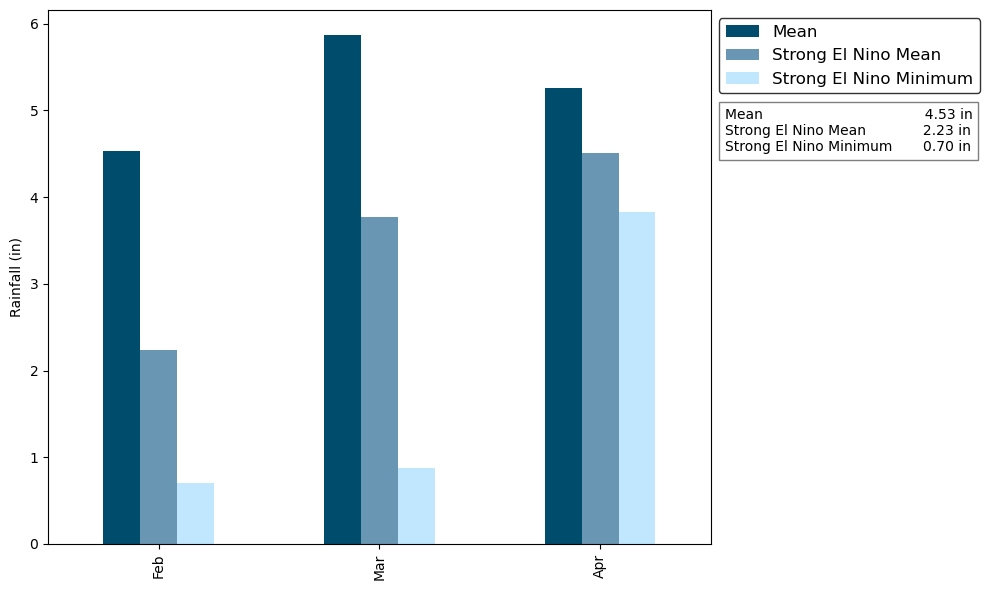 6
5
4
3
2
1
0
Rainfall (in)
Feb
Mar
Apr
Mean
Strong El Nino Mean
Strong El Nino Minimum
Mean 4.53 in
Strong El Nino Mean 2.23 in
Strong El Nino Minimum 0.70 in